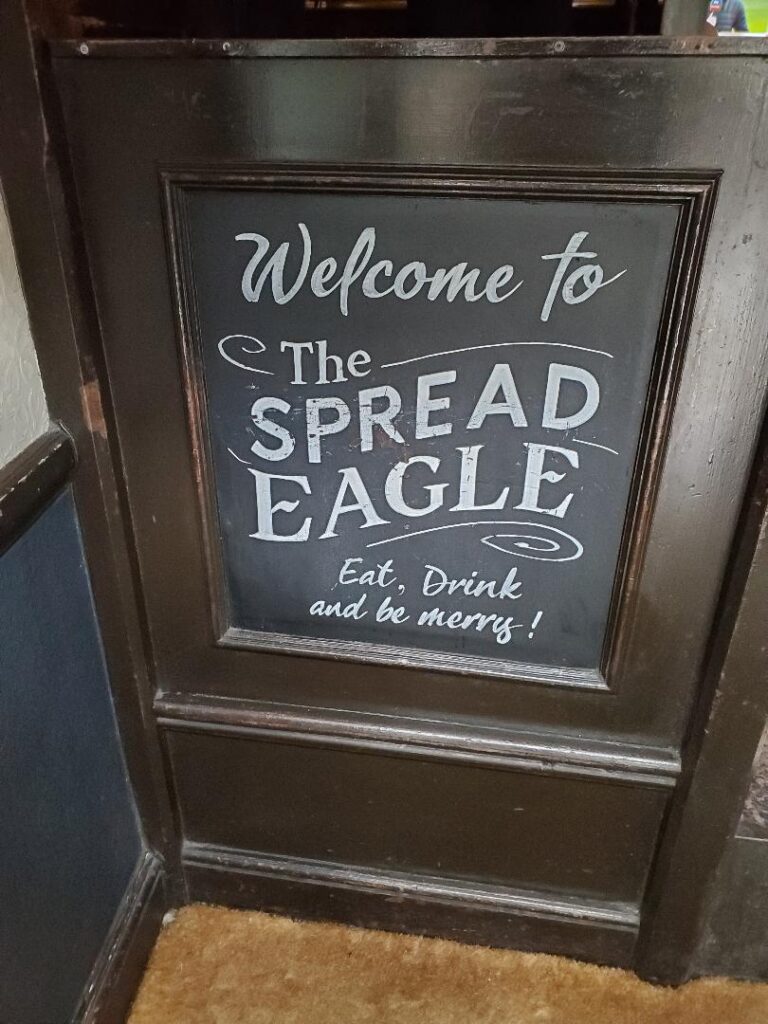 Welcome to
The
SPREAD
EAGLE
Eat, Drink
and be merry!